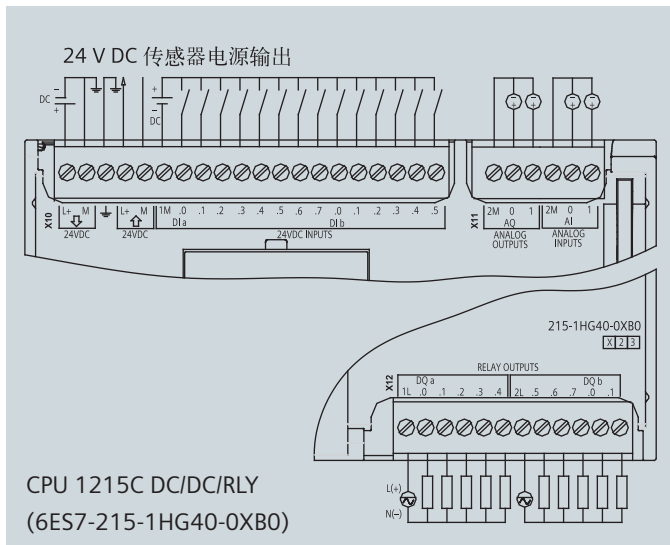 24 V DC 传感器电源输出
DC
DC
X10
L+ M L+ M 1M .0 .1 .2 .3 .4 .5 .6 .7 .0 .1 .2 .3 .4 .5
24VDC 24VDC DI a DI b
24VDC INPUTS
X11
2M 0 1 2M 0 1
AQ AI
ANALOG OUTPUTS
ANALOG INPUTS
215-1HG40-0XB0
X 2 3
RELAY OUTPUTS
X12
DQ a DQ b
1L .0 .1 .2 .3 .4 2L .5 .6 .7 .0 .1
L(+)
N(–)
CPU 1215C DC/DC/RLY
(6ES7-215-1HG40-0XB0)